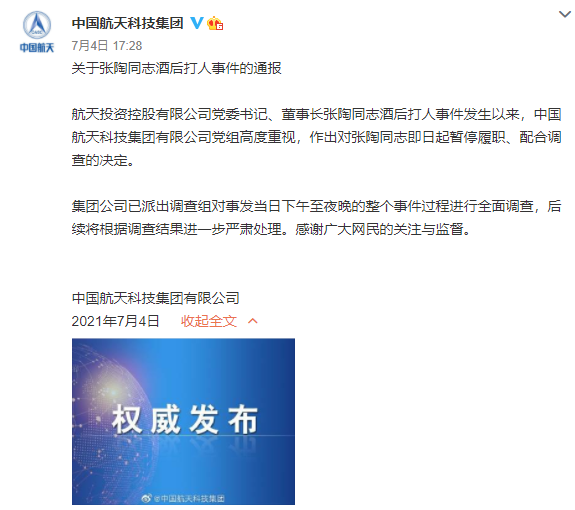 中国航天科技集团
7月4日 17:28
中国航天
关于张陶同志酒后打人事件的通报
航天投资控股有限公司党委书记、董事长张陶同志酒后打人事件发生以来，中国
航天科技集团有限公司党组高度重视，作出对张陶同志即日起暂停履职、配合调
查的决定。
集团公司已派出调查组对事发当日下午至夜晚的整个事件过程进行全面调查，后
续将根据调查结果进一步严肃处理。感谢广大网民的关注与监督。
中国航天科技集团有限公司
2021年7月4日 收起全文
权威发布
@中国航天科技集团